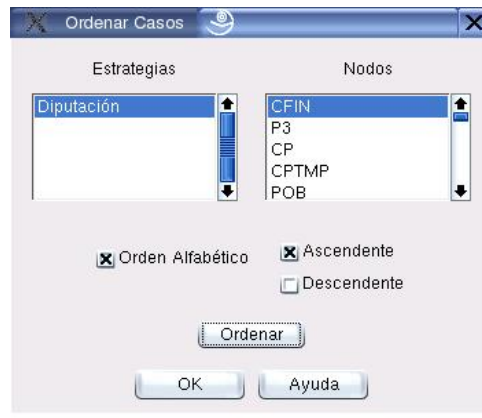 Ordenar Casos
Estrategias
Nodos
Diputación
CFIN
P3
CP
CPTMP
POB
Orden Alfabético
Ascendente
Descendente
Ordenar
OK
Ayuda